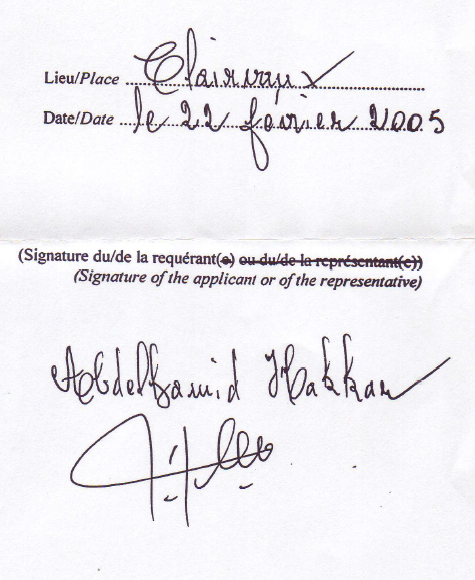 Lieu/Place Clairvaux
Date/Date le 22 février 2005
(Signature du/de la requérant(e) ou du/de la représentant(e))
(Signature of the applicant or of the representative)
Abdelhamid Hakkar